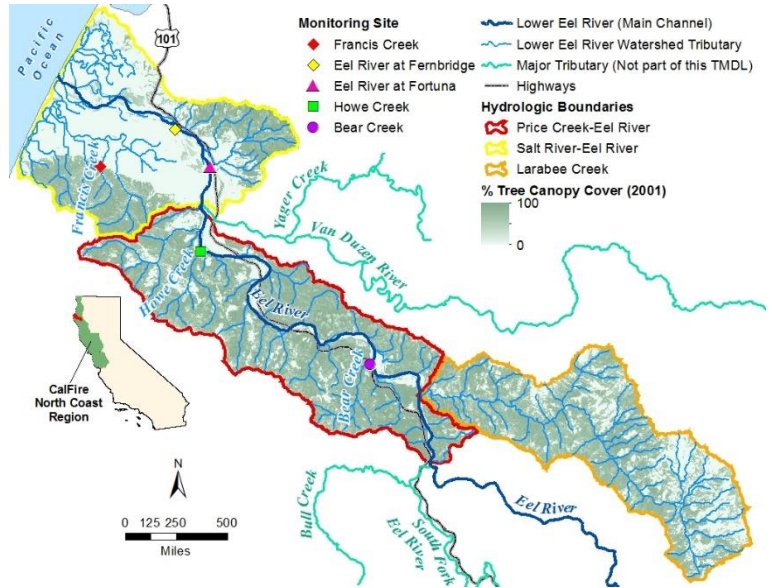 Pacific
Ocean
101
Monitoring Site
Francis Creek
Eel River at Fernbridge
Eel River at Fortuna
Howe Creek
Bear Creek
Lower Eel River (Main Channel)
Lower Eel River Watershed Tributary
Major Tributary (Not part of this TMDL)
Highways
Hydrologic Boundaries
Price Creek-Eel River
Salt River-Eel River
Larabee Creek
% Tree Canopy Cover (2001)
100
0
Francis Creek
Yager Creek
Van Duzen River
Howe Creek
Eel River
Bear Creek
CalFire
North Coast
Region
N
0 125 250 500
Miles
Bull Creek
South Fork
Eel River
Eel River